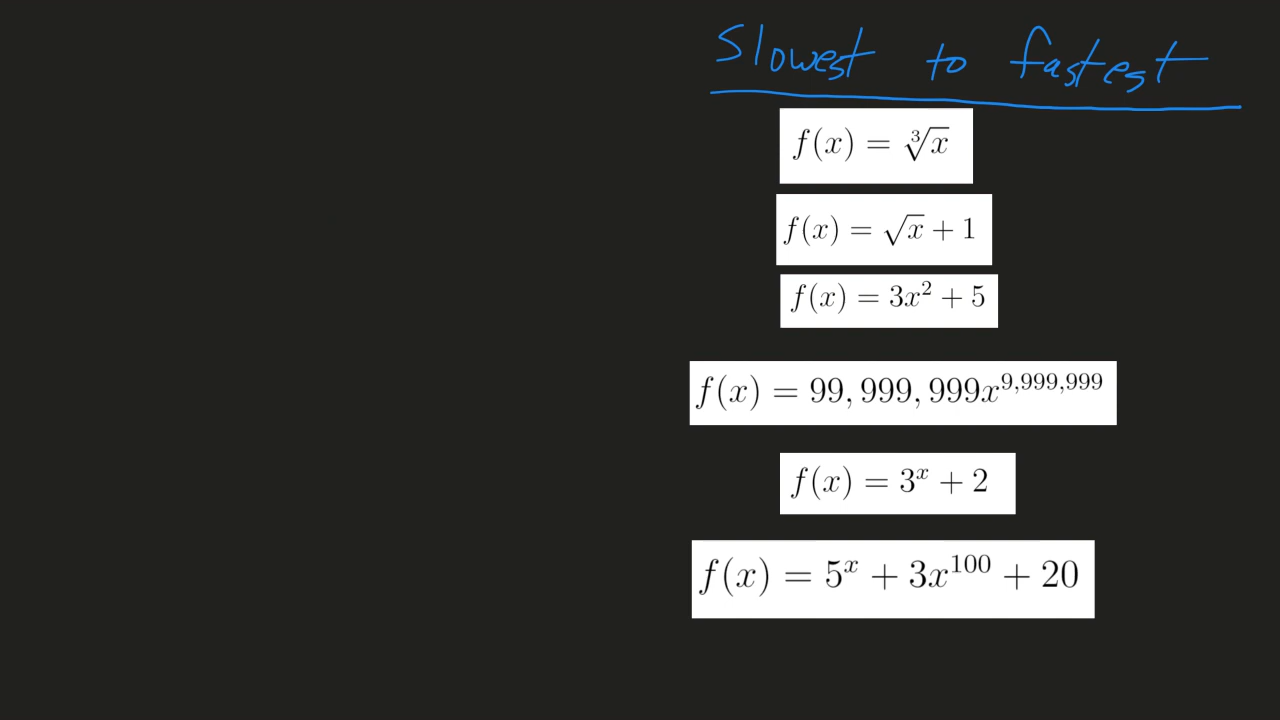 Slowest to fastest
f(x) = ∛x
f(x) = √x + 1
f(x) = 3x² + 5
f(x) = 99,999,999x^{9,999,999}
f(x) = 3^x + 2
f(x) = 5^x + 3x^{100} + 20